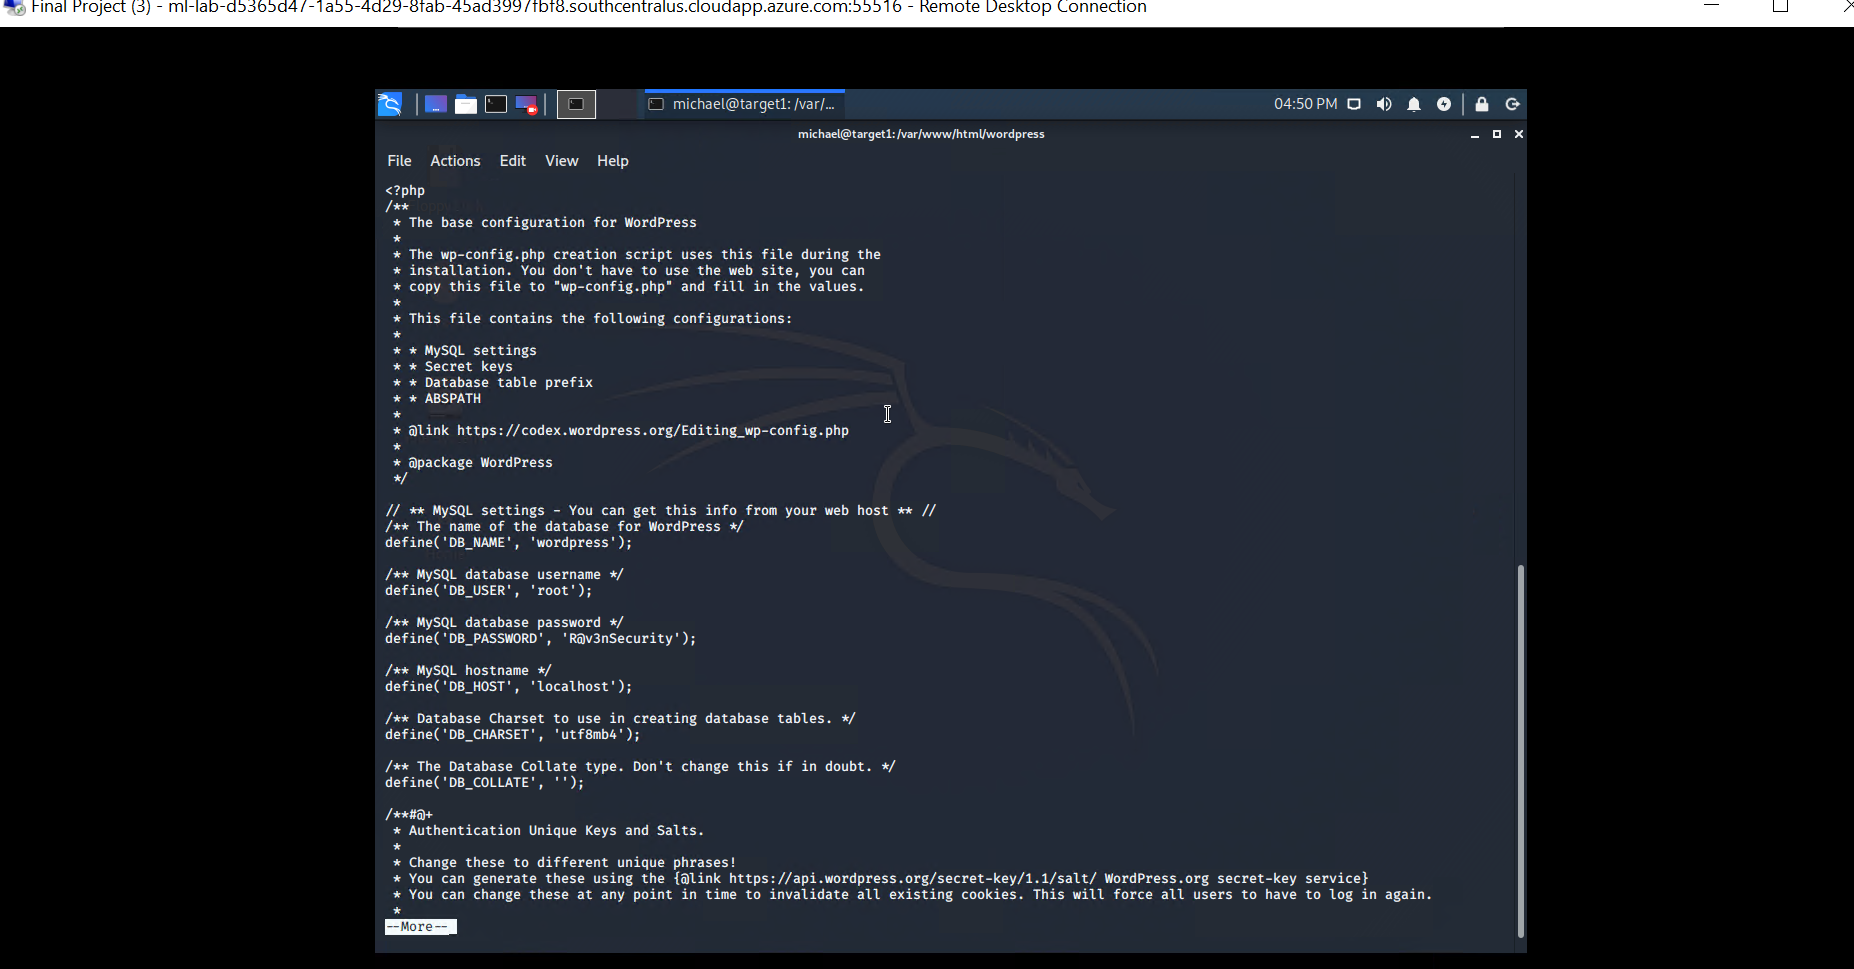 Final Project (3) - ml-lab-d5365d47-1a55-4d29-8fab-45ad3997fbf8.southcentralus.cloudapp.azure.com:55516 - Remote Desktop Connection
michael@target1: /var/... 04:50 PM
michael@target1:/var/www/html/wordpress
File Actions Edit View Help
<?php
/**
 * The base configuration for WordPress
 *
 * The wp-config.php creation script uses this file during the
 * installation. You don't have to use the web site, you can
 * copy this file to "wp-config.php" and fill in the values.
 *
 * This file contains the following configurations:
 *
 * * MySQL settings
 * * Secret keys
 * * Database table prefix
 * * ABSPATH
 *
 * @link https://codex.wordpress.org/Editing_wp-config.php
 *
 * @package WordPress
 */

// ** MySQL settings - You can get this info from your web host ** //
/** The name of the database for WordPress */
define('DB_NAME', 'wordpress');

/** MySQL database username */
define('DB_USER', 'root');

/** MySQL database password */
define('DB_PASSWORD', 'R@v3nSecurity');

/** MySQL hostname */
define('DB_HOST', 'localhost');

/** Database Charset to use in creating database tables. */
define('DB_CHARSET', 'utf8mb4');

/** The Database Collate type. Don't change this if in doubt. */
define('DB_COLLATE', '');

/**#@+
 * Authentication Unique Keys and Salts.
 *
 * Change these to different unique phrases!
 * You can generate these using the {@link https://api.wordpress.org/secret-key/1.1/salt/ WordPress.org secret-key service}
 * You can change these at any point in time to invalidate all existing cookies. This will force all users to have to log in again.
 *
--More--